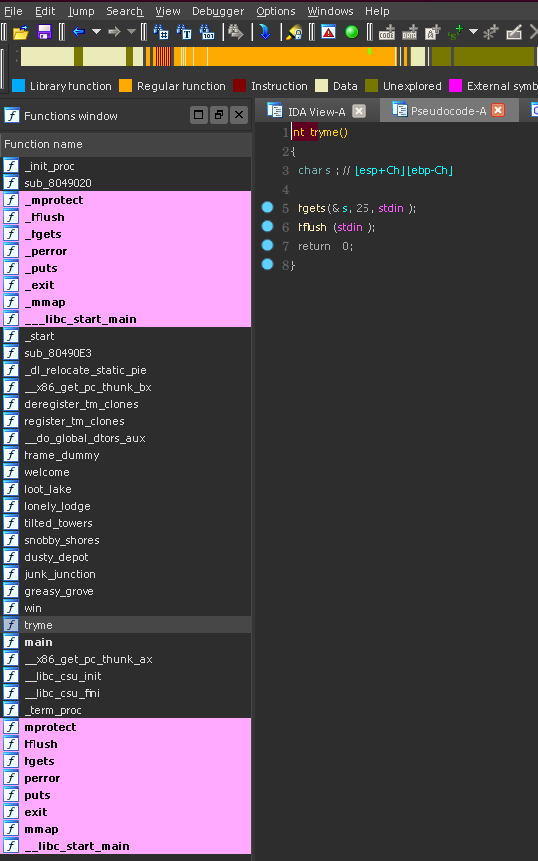 File Edit Jump Search View Debugger Options Windows Help
Library function Regular function Instruction Data Unexplored External symb
Functions window
IDA View-A Pseudocode-A
Function name
_init_proc
sub_8049020
_mprotect
_fflush
_fgets
_perror
_puts
_exit
_mmap
___libc_start_main
_start
sub_80490E3
_dl_relocate_static_pie
__x86_get_pc_thunk_bx
deregister_tm_clones
register_tm_clones
__do_global_dtors_aux
frame_dummy
welcome
loot_lake
lonely_lodge
tilted_towers
snobby_shores
dusty_depot
junk_junction
greasy_grove
win
tryme
main
__x86_get_pc_thunk_ax
__libc_csu_init
__libc_csu_fini
_term_proc
mprotect
fflush
fgets
perror
puts
exit
mmap
__libc_start_main
1 int tryme()
2 {
3 char s ; // [esp+Ch] [ebp-Ch]
4
5 fgets(& s, 25, stdin );
6 fflush (stdin );
7 return 0;
8 }